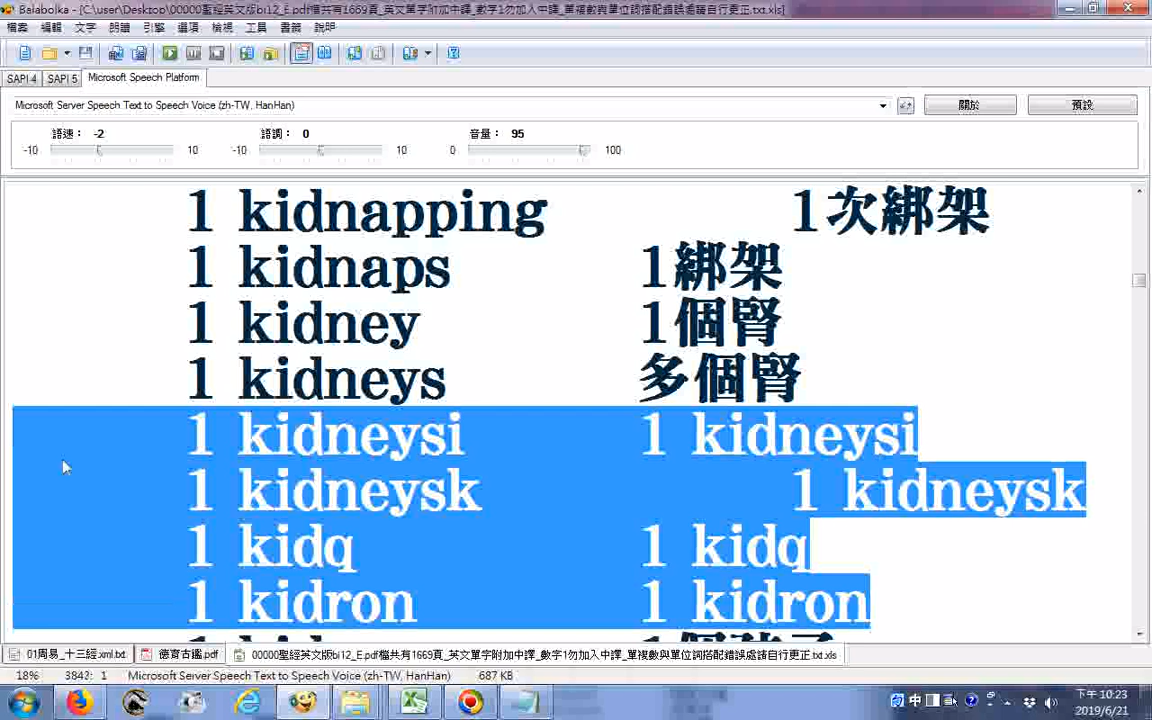 Balabolka - [C:\user\Desktop\00000聖經英文版bi12_E.pdf檔共有1669頁_英文單字附加中譯_數字1勿加入中譯_單複數與單位詞搭配錯誤處請自行更正.txt.xls]
檔案 編輯 文字 朗讀 引擎 選項 檢視 工具 書籤 說明
SAPI 4 SAPI 5 Microsoft Speech Platform
Microsoft Server Speech Text to Speech Voice (zh-TW, HanHan) 關於 預設
語速： -2 語調： 0 音量： 95
-10 10 -10 10 0 100
1 kidnapping 1次綁架
1 kidnaps 1綁架
1 kidney 1個腎
1 kidneys 多個腎
1 kidneysi 1 kidneysi
1 kidneysk 1 kidneysk
1 kidq 1 kidq
1 kidron 1 kidron
01周易_十三經.xml.txt 德育古鑑.pdf 00000聖經英文版bi12_E.pdf檔共有1669頁_英文單字附加中譯_數字1勿加入中譯_單複數與單位詞搭配錯誤處請自行更正.txt.xls
18% 3842: 1 Microsoft Server Speech Text to Speech Voice (zh-TW, HanHan) 687 KB
中 下午 10:23
2019/6/21